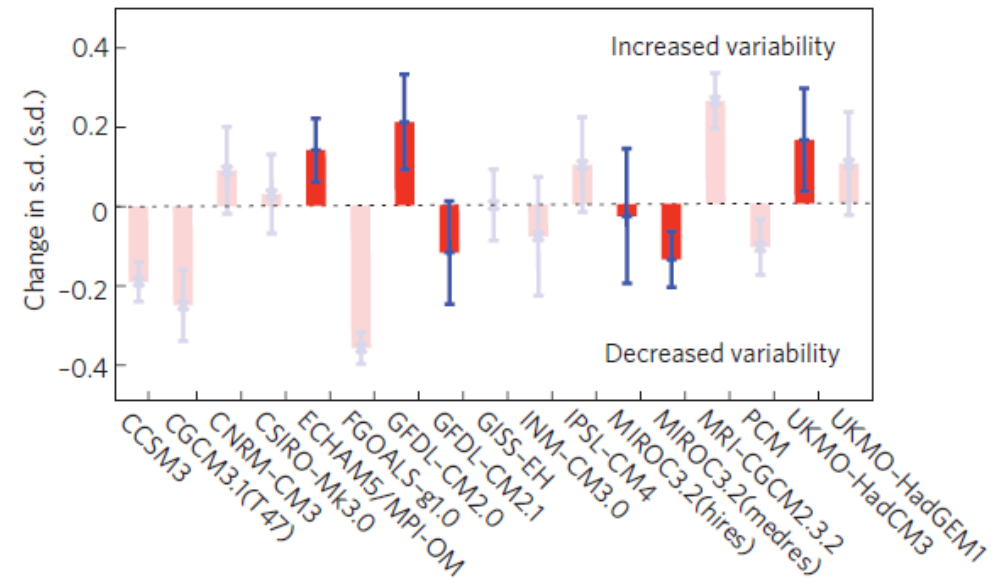 Change in s.d. (s.d.)
0.4
0.2
0
−0.2
−0.4
Increased variability
Decreased variability
CCSM3
CGCM3.1(T47)
CNRM-CM3
CSIRO-Mk3.0
ECHAM5/MPI-OM
FGOALS-g1.0
GFDL-CM2.0
GFDL-CM2.1
GISS-EH
INM-CM3.0
IPSL-CM4
MIROC3.2(hires)
MIROC3.2(medres)
MRI-CGCM2.3.2
PCM
UKMO-HadCM3
UKMO-HadGEM1